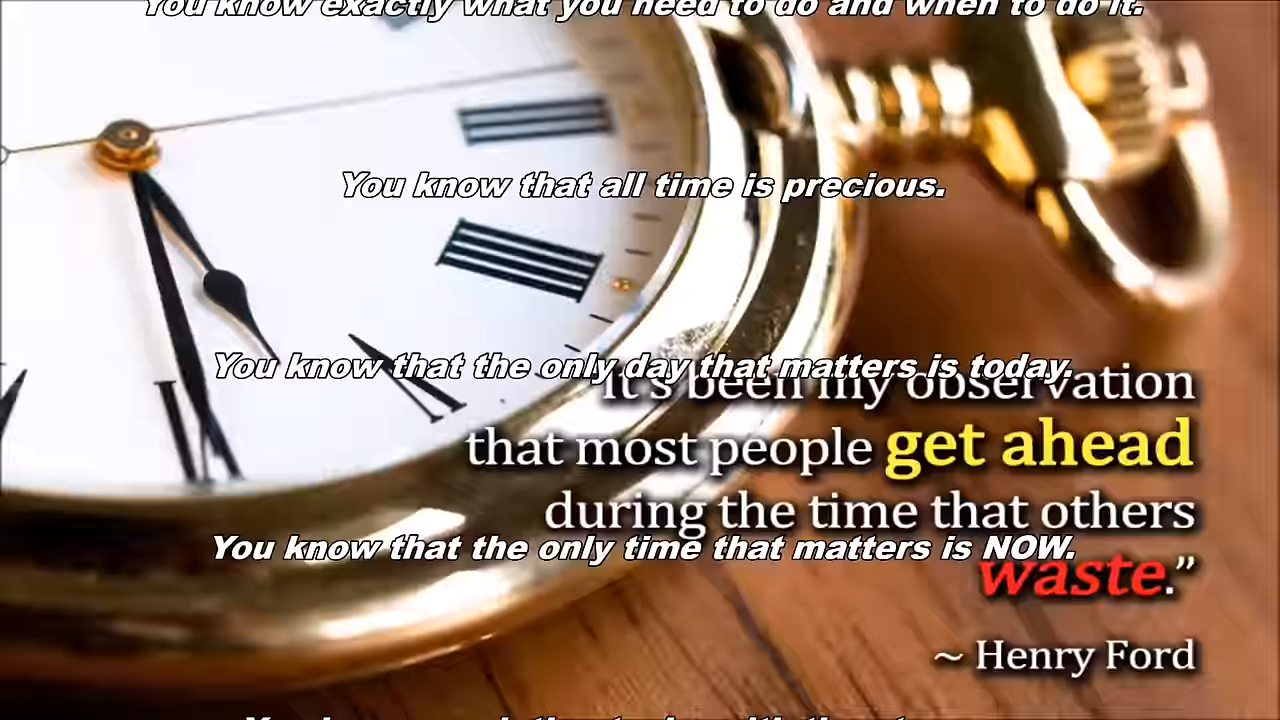 You know exactly what you need to do and when to do it.
You know that all time is precious.
You know that the only day that matters is today.
It's been my observation
that most people get ahead
during the time that others
You know that the only time that matters is NOW.
waste.”
~ Henry Ford